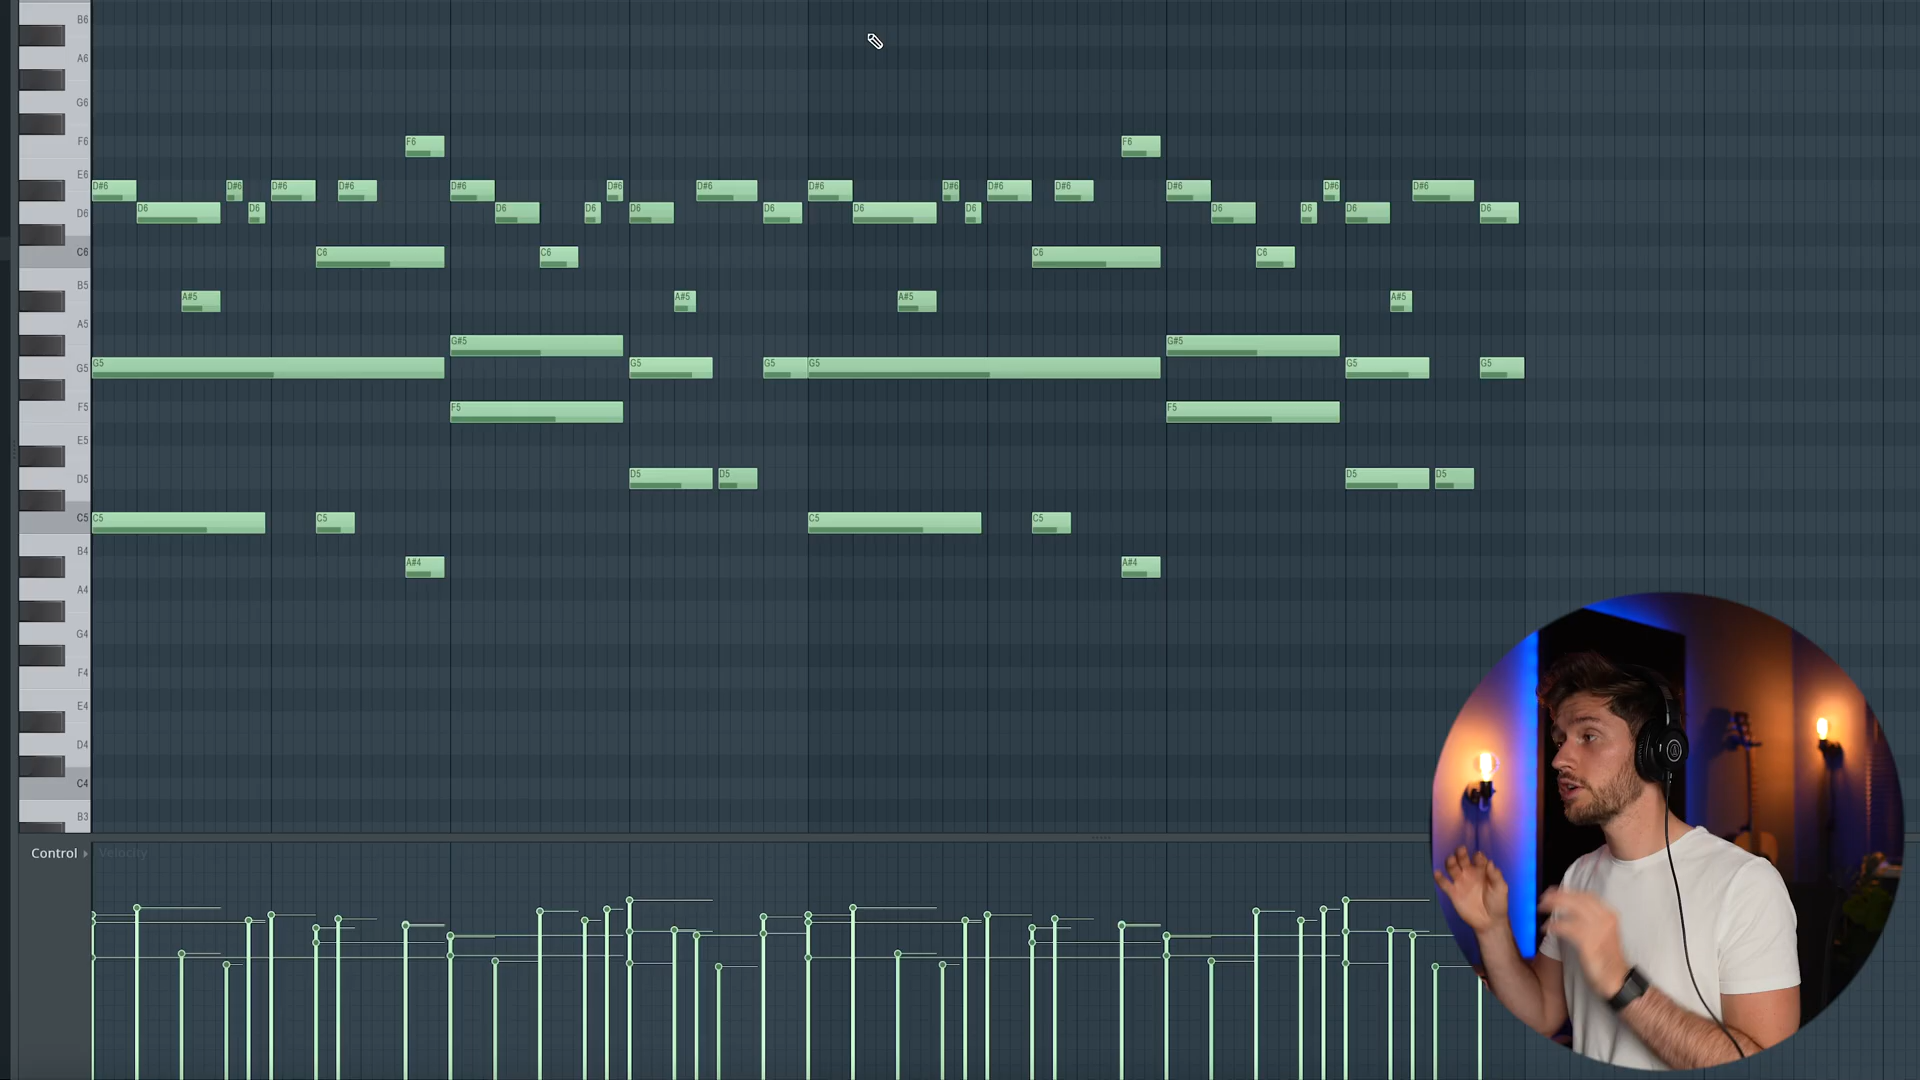 B6
A6
G6
F6
F6 F6
E6
D#6 D#6 D#6 D#6 D#6 D#6 D#6 D#6 D#6 D#6 D#6 D#6 D#6 D#6
D6
D6 D6 D6 D6 D6 D6 D6 D6 D6 D6 D6 D6
C6
C6 C6 C6 C6
B5
A#5 A#5 A#5 A#5
A5
G#5 G#5
G5
G5 G5 G5 G5 G5 G5
F5
F5 F5
E5
D5
D5 D5 D5 D5
C5
C5 C5 C5 C5
B4
A#4 A#4
A4
G4
F4
E4
D4
C4
B3
Control Velocity